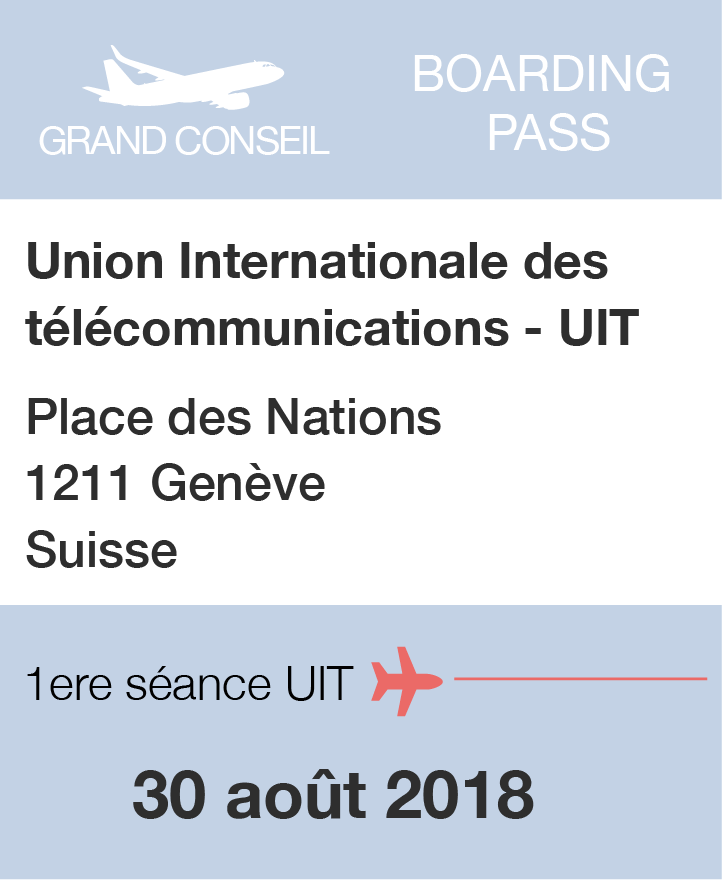 GRAND CONSEIL
BOARDING
PASS
Union Internationale des
télécommunications - UIT
Place des Nations
1211 Genève
Suisse
1ere séance UIT
30 août 2018